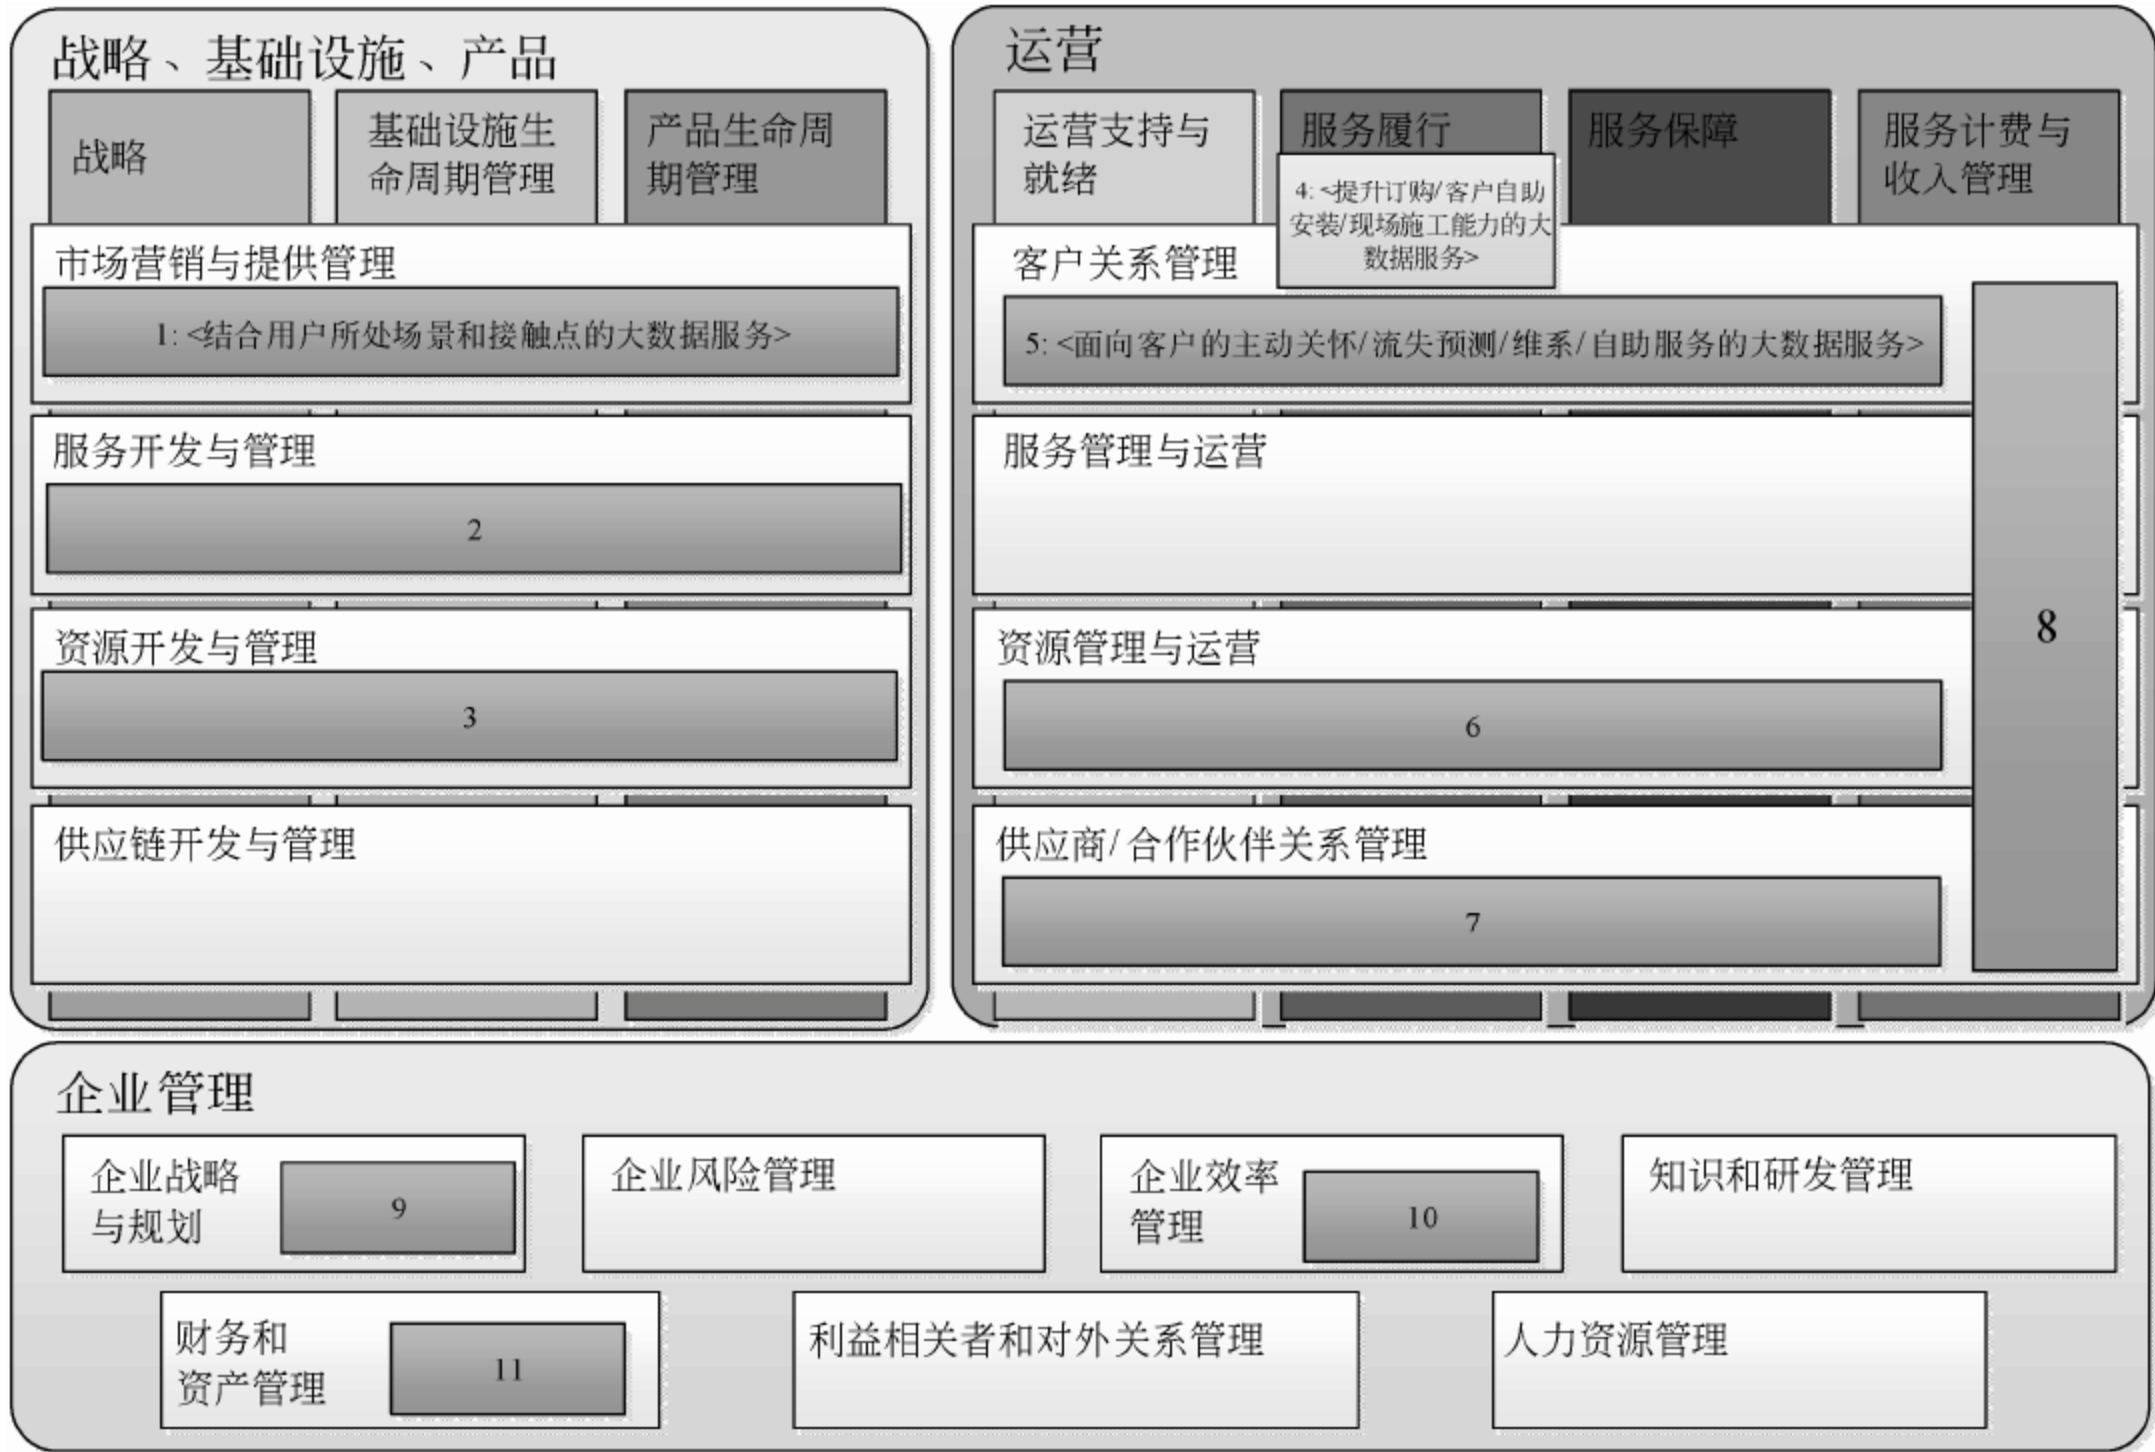 战略、基础设施、产品
战略
基础设施生
命周期管理
产品生命周
期管理
市场营销与提供管理
1: <结合用户所处场景和接触点的大数据服务>
服务开发与管理
2
资源开发与管理
3
供应链开发与管理
运营
运营支持与
就绪
服务履行
服务保障
服务计费与
收入管理
4: <提升订购/客户自助
安装/现场施工能力的大
数据服务>
客户关系管理
5: <面向客户的主动关怀/流失预测/维系/自助服务的大数据服务>
服务管理与运营
资源管理与运营
6
供应商/合作伙伴关系管理
7
8
企业管理
企业战略
与规划
9
企业风险管理
企业效率
管理
10
知识和研发管理
财务和
资产管理
11
利益相关者和对外关系管理
人力资源管理